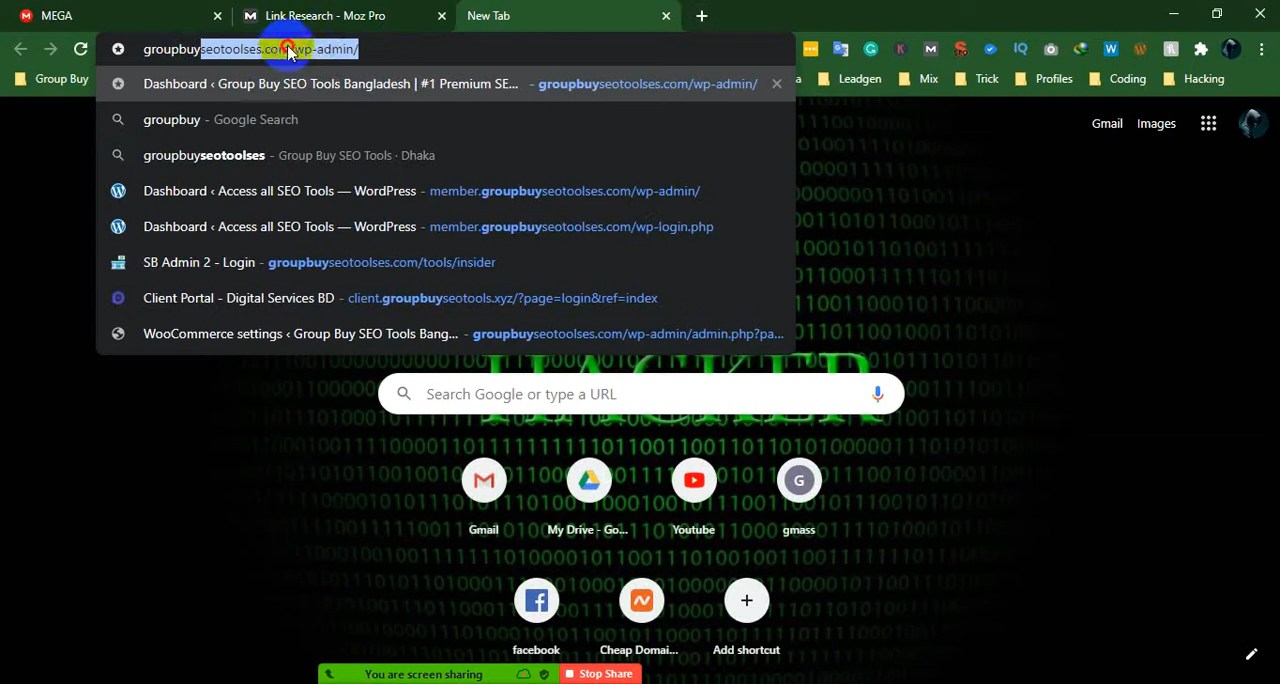 MEGA
Link Research - Moz Pro
New Tab
groupbuyseotoolses.com/wp-admin/
Group Buy
Leadgen
Mix
Trick
Profiles
Coding
Hacking
Dashboard ‹ Group Buy SEO Tools Bangladesh | #1 Premium SE... - groupbuyseotoolses.com/wp-admin/
groupbuy - Google Search
groupbuyseotoolses - Group Buy SEO Tools · Dhaka
Dashboard ‹ Access all SEO Tools — WordPress - member.groupbuyseotoolses.com/wp-admin/
Dashboard ‹ Access all SEO Tools — WordPress - member.groupbuyseotoolses.com/wp-login.php
SB Admin 2 - Login - groupbuyseotoolses.com/tools/insider
Client Portal - Digital Services BD - client.groupbuyseotools.xyz/?page=login&ref=index
WooCommerce settings ‹ Group Buy SEO Tools Bang... - groupbuyseotoolses.com/wp-admin/admin.php?pa...
Gmail Images
HACKER
Search Google or type a URL
Gmail
My Drive - Go...
Youtube
G
gmass
facebook
Cheap Domai...
Add shortcut
You are screen sharing
Stop Share